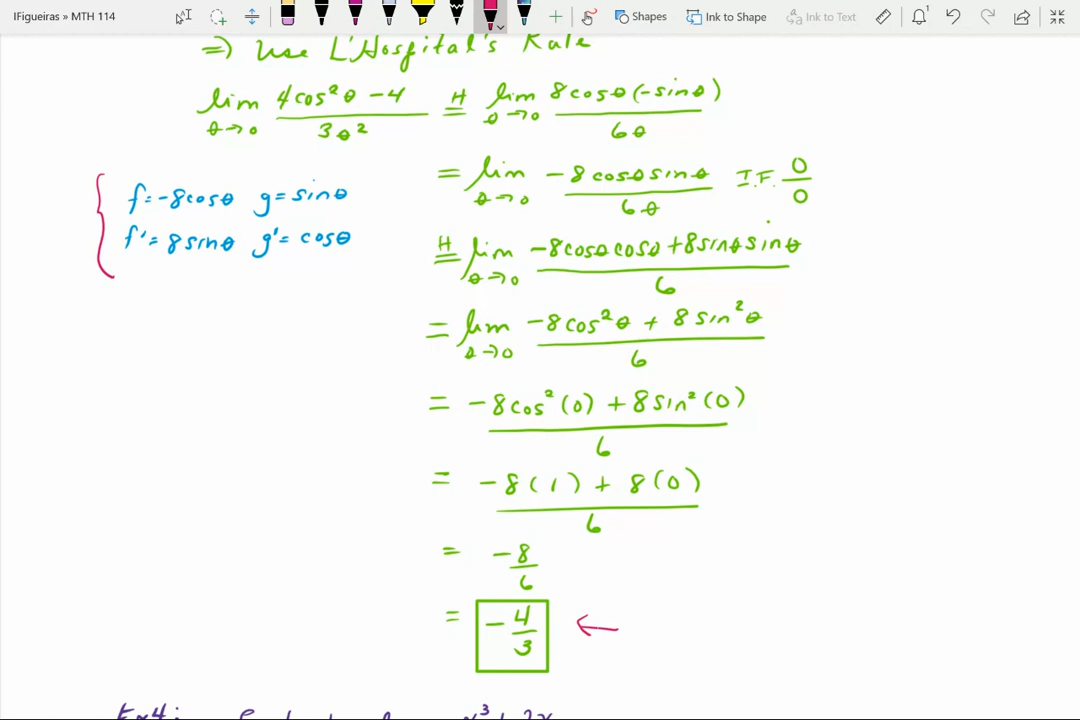 IFigueiras » MTH 114
Shapes
Ink to Shape
Ink to Text
=> Use L'Hospital's Rule
lim θ→0 (4cos²θ - 4)/(3θ²) =ᴴ lim θ→0 8cosθ(-sinθ)/(6θ)
= lim θ→0 -8cosθsinθ/(6θ) I.F. 0/0
f=-8cosθ g=sinθ
f'=8sinθ g'=cosθ
=ᴴ lim θ→0 (-8cosθcosθ+8sinθsinθ)/6
= lim θ→0 (-8cos²θ + 8sin²θ)/6
= (-8cos²(0) + 8sin²(0))/6
= (-8(1) + 8(0))/6
= -8/6
= -4/3
Ex4: